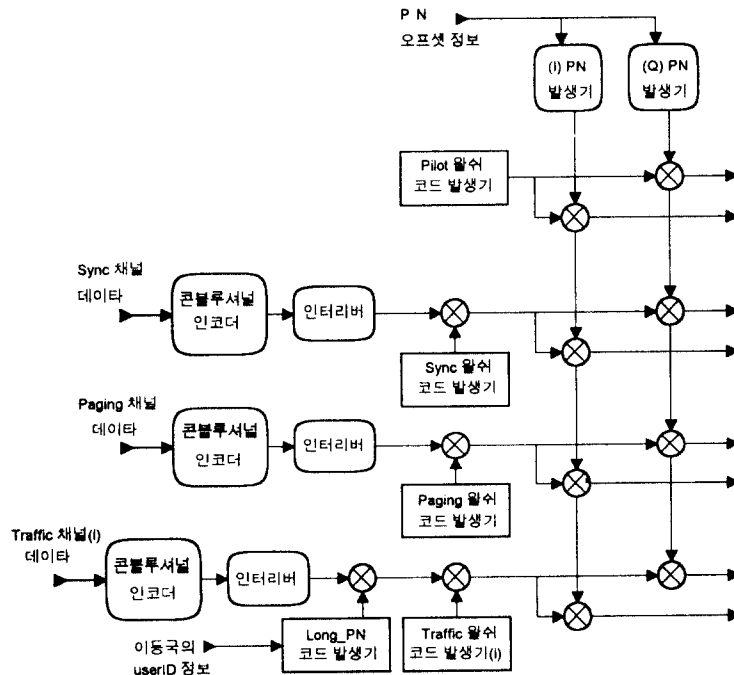 P N
오프셋 정보
(i) PN
발생기
(Q) PN
발생기
Pilot 왈쉬
코드 발생기
Sync 채널
데이타
콘볼루셔널
인코더
인터리버
Sync 왈쉬
코드 발생기
Paging 채널
데이타
콘볼루셔널
인코더
인터리버
Paging 왈쉬
코드 발생기
Traffic 채널(i)
데이타
콘볼루셔널
인코더
인터리버
이동국의
userID 정보
Long_PN
코드 발생기
Traffic 왈쉬
코드 발생기(i)